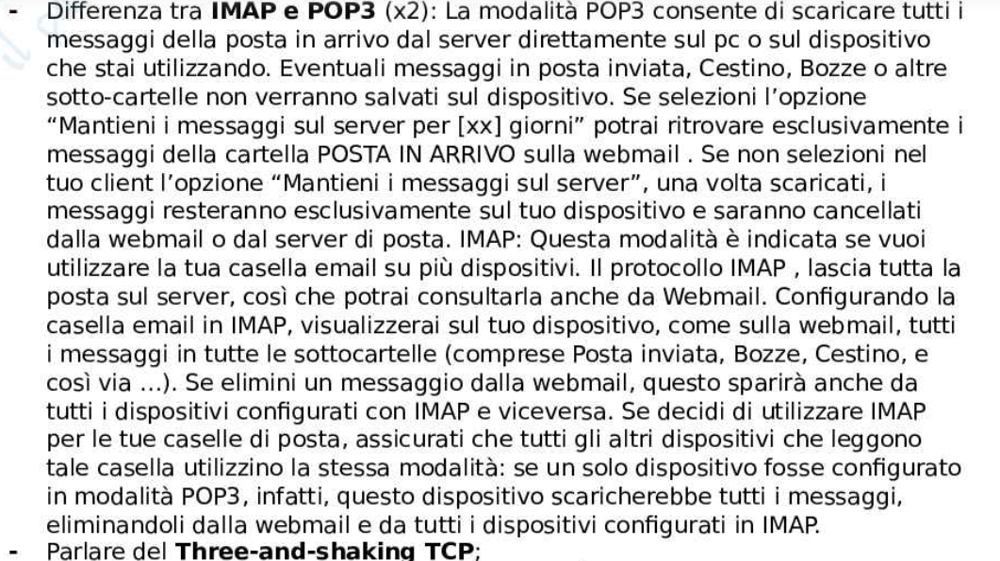 - Differenza tra IMAP e POP3 (x2): La modalità POP3 consente di scaricare tutti i
messaggi della posta in arrivo dal server direttamente sul pc o sul dispositivo
che stai utilizzando. Eventuali messaggi in posta inviata, Cestino, Bozze o altre
sotto-cartelle non verranno salvati sul dispositivo. Se selezioni l’opzione
“Mantieni i messaggi sul server per [xx] giorni” potrai ritrovare esclusivamente i
messaggi della cartella POSTA IN ARRIVO sulla webmail . Se non selezioni nel
tuo client l’opzione “Mantieni i messaggi sul server”, una volta scaricati, i
messaggi resteranno esclusivamente sul tuo dispositivo e saranno cancellati
dalla webmail o dal server di posta. IMAP: Questa modalità è indicata se vuoi
utilizzare la tua casella email su più dispositivi. Il protocollo IMAP , lascia tutta la
posta sul server, così che potrai consultarla anche da Webmail. Configurando la
casella email in IMAP, visualizzerai sul tuo dispositivo, come sulla webmail, tutti
i messaggi in tutte le sottocartelle (comprese Posta inviata, Bozze, Cestino, e
così via ...). Se elimini un messaggio dalla webmail, questo sparirà anche da
tutti i dispositivi configurati con IMAP e viceversa. Se decidi di utilizzare IMAP
per le tue caselle di posta, assicurati che tutti gli altri dispositivi che leggono
tale casella utilizzino la stessa modalità: se un solo dispositivo fosse configurato
in modalità POP3, infatti, questo dispositivo scaricherebbe tutti i messaggi,
eliminandoli dalla webmail e da tutti i dispositivi configurati in IMAP.
- Parlare del Three-and-shaking TCP;